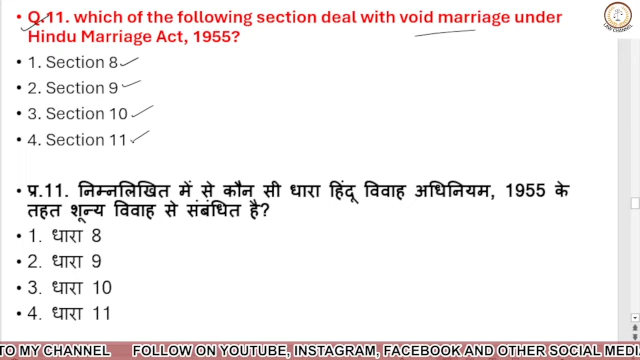 Q.11. which of the following section deal with void marriage under
Hindu Marriage Act, 1955?
1. Section 8
2. Section 9
3. Section 10
4. Section 11
प्र.11. निम्नलिखित में से कौन सी धारा हिंदू विवाह अधिनियम, 1955 के
तहत शून्य विवाह से संबंधित है?
1. धारा 8
2. धारा 9
3. धारा 10
4. धारा 11
TO MY CHANNEL FOLLOW ON YOUTUBE, INSTAGRAM, FACEBOOK AND OTHER SOCIAL MEDI